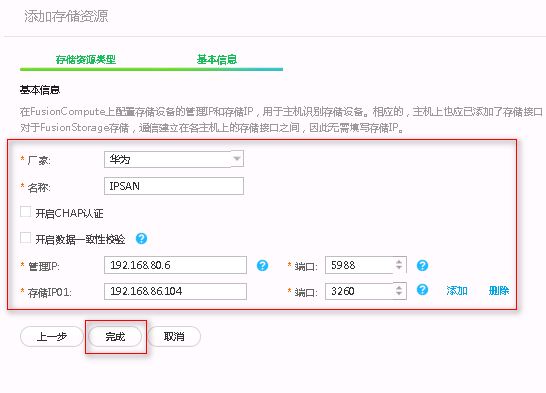 添加存储资源
存储资源类型 基本信息
基本信息
在FusionCompute上配置存储设备的管理IP和存储IP，用于主机识别存储设备。相应的，主机上也应已添加了存储接口
对于FusionStorage存储，通信建立在各主机上的存储接口之间，因此无需填写存储IP。
* 厂家: 华为
* 名称: IPSAN
开启CHAP认证
开启数据一致性校验 ?
* 管理IP: 192.168.80.6 ? * 端口: 5988 ?
* 存储IP01: 192.168.86.104 * 端口: 3260 ? 添加 删除
上一步 完成 取消